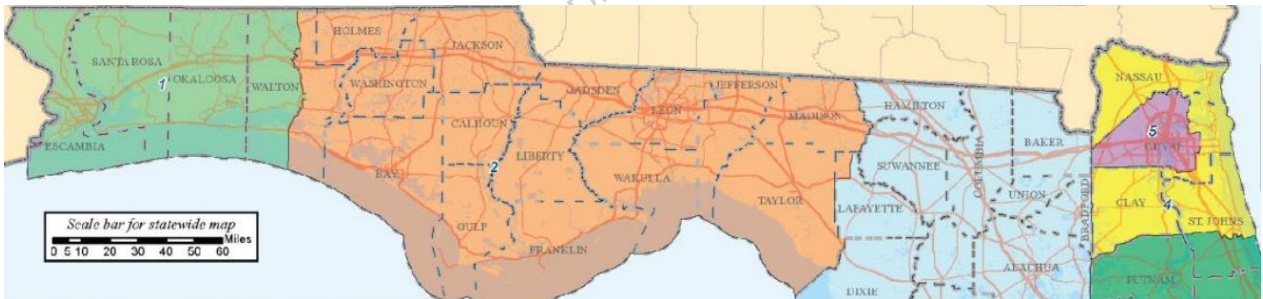 HOLMES
JACKSON
SANTA ROSA
OKALOOSA
WALTON
WASHINGTON
1
GADSDEN
JEFFERSON
LEON
MADISON
HAMILTON
NASSAU
CALHOUN
BAKER
5
DUVAL
ESCAMBIA
LIBERTY
2
SUWANNEE
COLUMBIA
UNION
BAY
WAKULLA
TAYLOR
LAFAYETTE
BRADFORD
CLAY
4
ST. JOHNS
Scale bar for statewide map
Miles
0 5 10 20 30 40 50 60
GULF
FRANKLIN
ALACHUA
PUTNAM
DIXIE